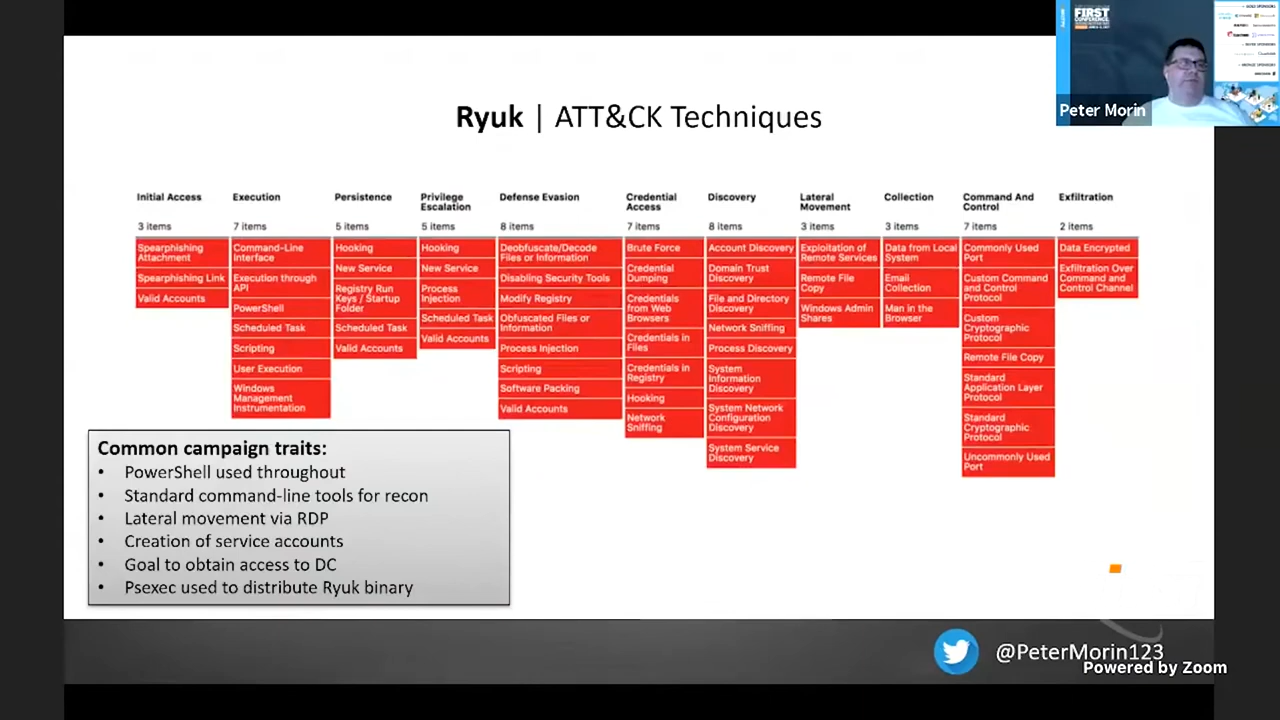 FIRST
CONFERENCE
Peter Morin
Ryuk | ATT&CK Techniques
Initial Access
3 items
Spearphishing
Attachment
Spearphishing Link
Valid Accounts
Execution
7 items
Command-Line
Interface
Execution through
API
PowerShell
Scheduled Task
Scripting
User Execution
Windows
Management
Instrumentation
Persistence
5 items
Hooking
New Service
Registry Run
Keys / Startup
Folder
Scheduled Task
Valid Accounts
Privilege
Escalation
5 items
Hooking
New Service
Process
Injection
Scheduled Task
Valid Accounts
Defense Evasion
8 items
Deobfuscate/Decode
Files or Information
Disabling Security Tools
Modify Registry
Obfuscated Files or
Information
Process Injection
Scripting
Software Packing
Valid Accounts
Credential
Access
7 items
Brute Force
Credential
Dumping
Credentials
from Web
Browsers
Credentials in
Files
Credentials in
Registry
Hooking
Network
Sniffing
Discovery
8 items
Account Discovery
Domain Trust
Discovery
File and Directory
Discovery
Network Sniffing
Process Discovery
System
Information
Discovery
System Network
Configuration
Discovery
System Service
Discovery
Lateral
Movement
3 items
Exploitation of
Remote Services
Remote File
Copy
Windows Admin
Shares
Collection
3 items
Data from Local
System
Email
Collection
Man in the
Browser
Command And
Control
7 items
Commonly Used
Port
Custom Command
and Control
Protocol
Custom
Cryptographic
Protocol
Remote File Copy
Standard
Application Layer
Protocol
Standard
Cryptographic
Protocol
Uncommonly Used
Port
Exfiltration
2 items
Data Encrypted
Exfiltration Over
Command and
Control Channel
Common campaign traits:
• PowerShell used throughout
• Standard command-line tools for recon
• Lateral movement via RDP
• Creation of service accounts
• Goal to obtain access to DC
• Psexec used to distribute Ryuk binary
@PeterMorin123
Powered by Zoom